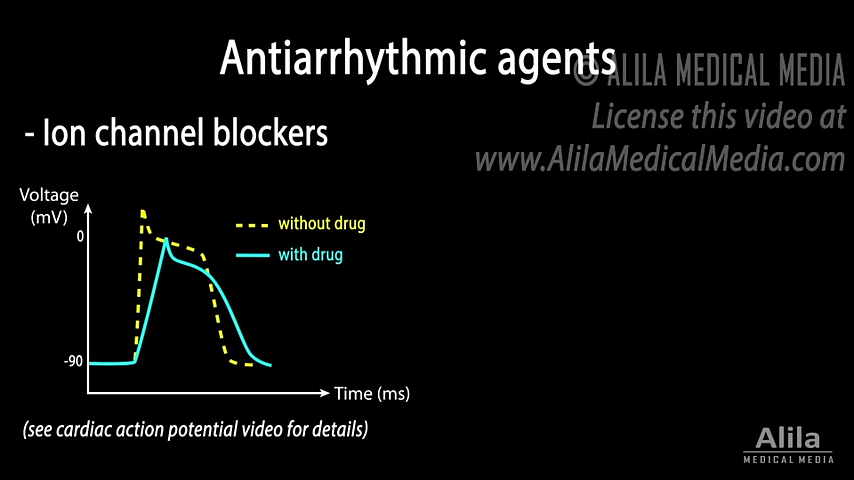 Antiarrhythmic agents
© ALILA MEDICAL MEDIA
License this video at
www.AlilaMedicalMedia.com
- Ion channel blockers
Voltage
(mV)
0
-90
without drug
with drug
Time (ms)
(see cardiac action potential video for details)
Alila
MEDICAL MEDIA